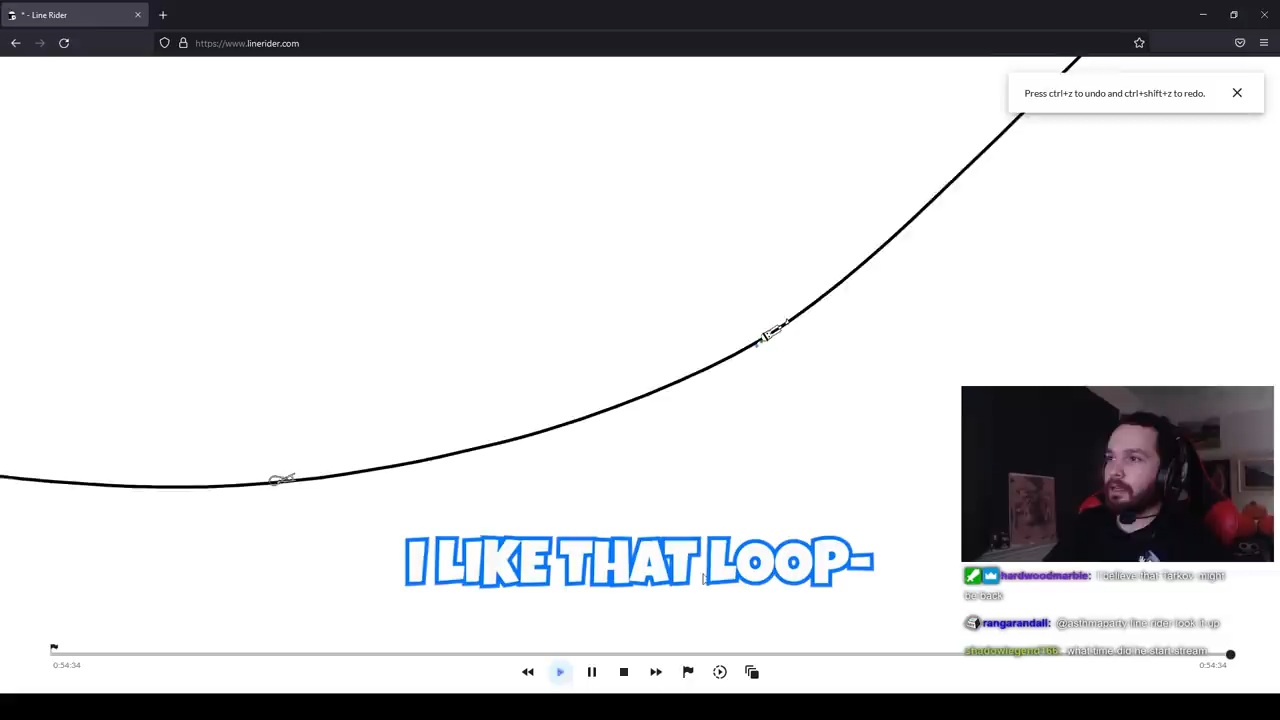 * - Line Rider
https://www.linerider.com
Press ctrl+z to undo and ctrl+shift+z to redo.
I LIKE THAT LOOP-
hardwoodmarble: I believe that Tarkov might
be back
rangarandall: @asthmaparty line rider look it up
shadowlegend168: what time did he start stream
0:54:34
0:54:34